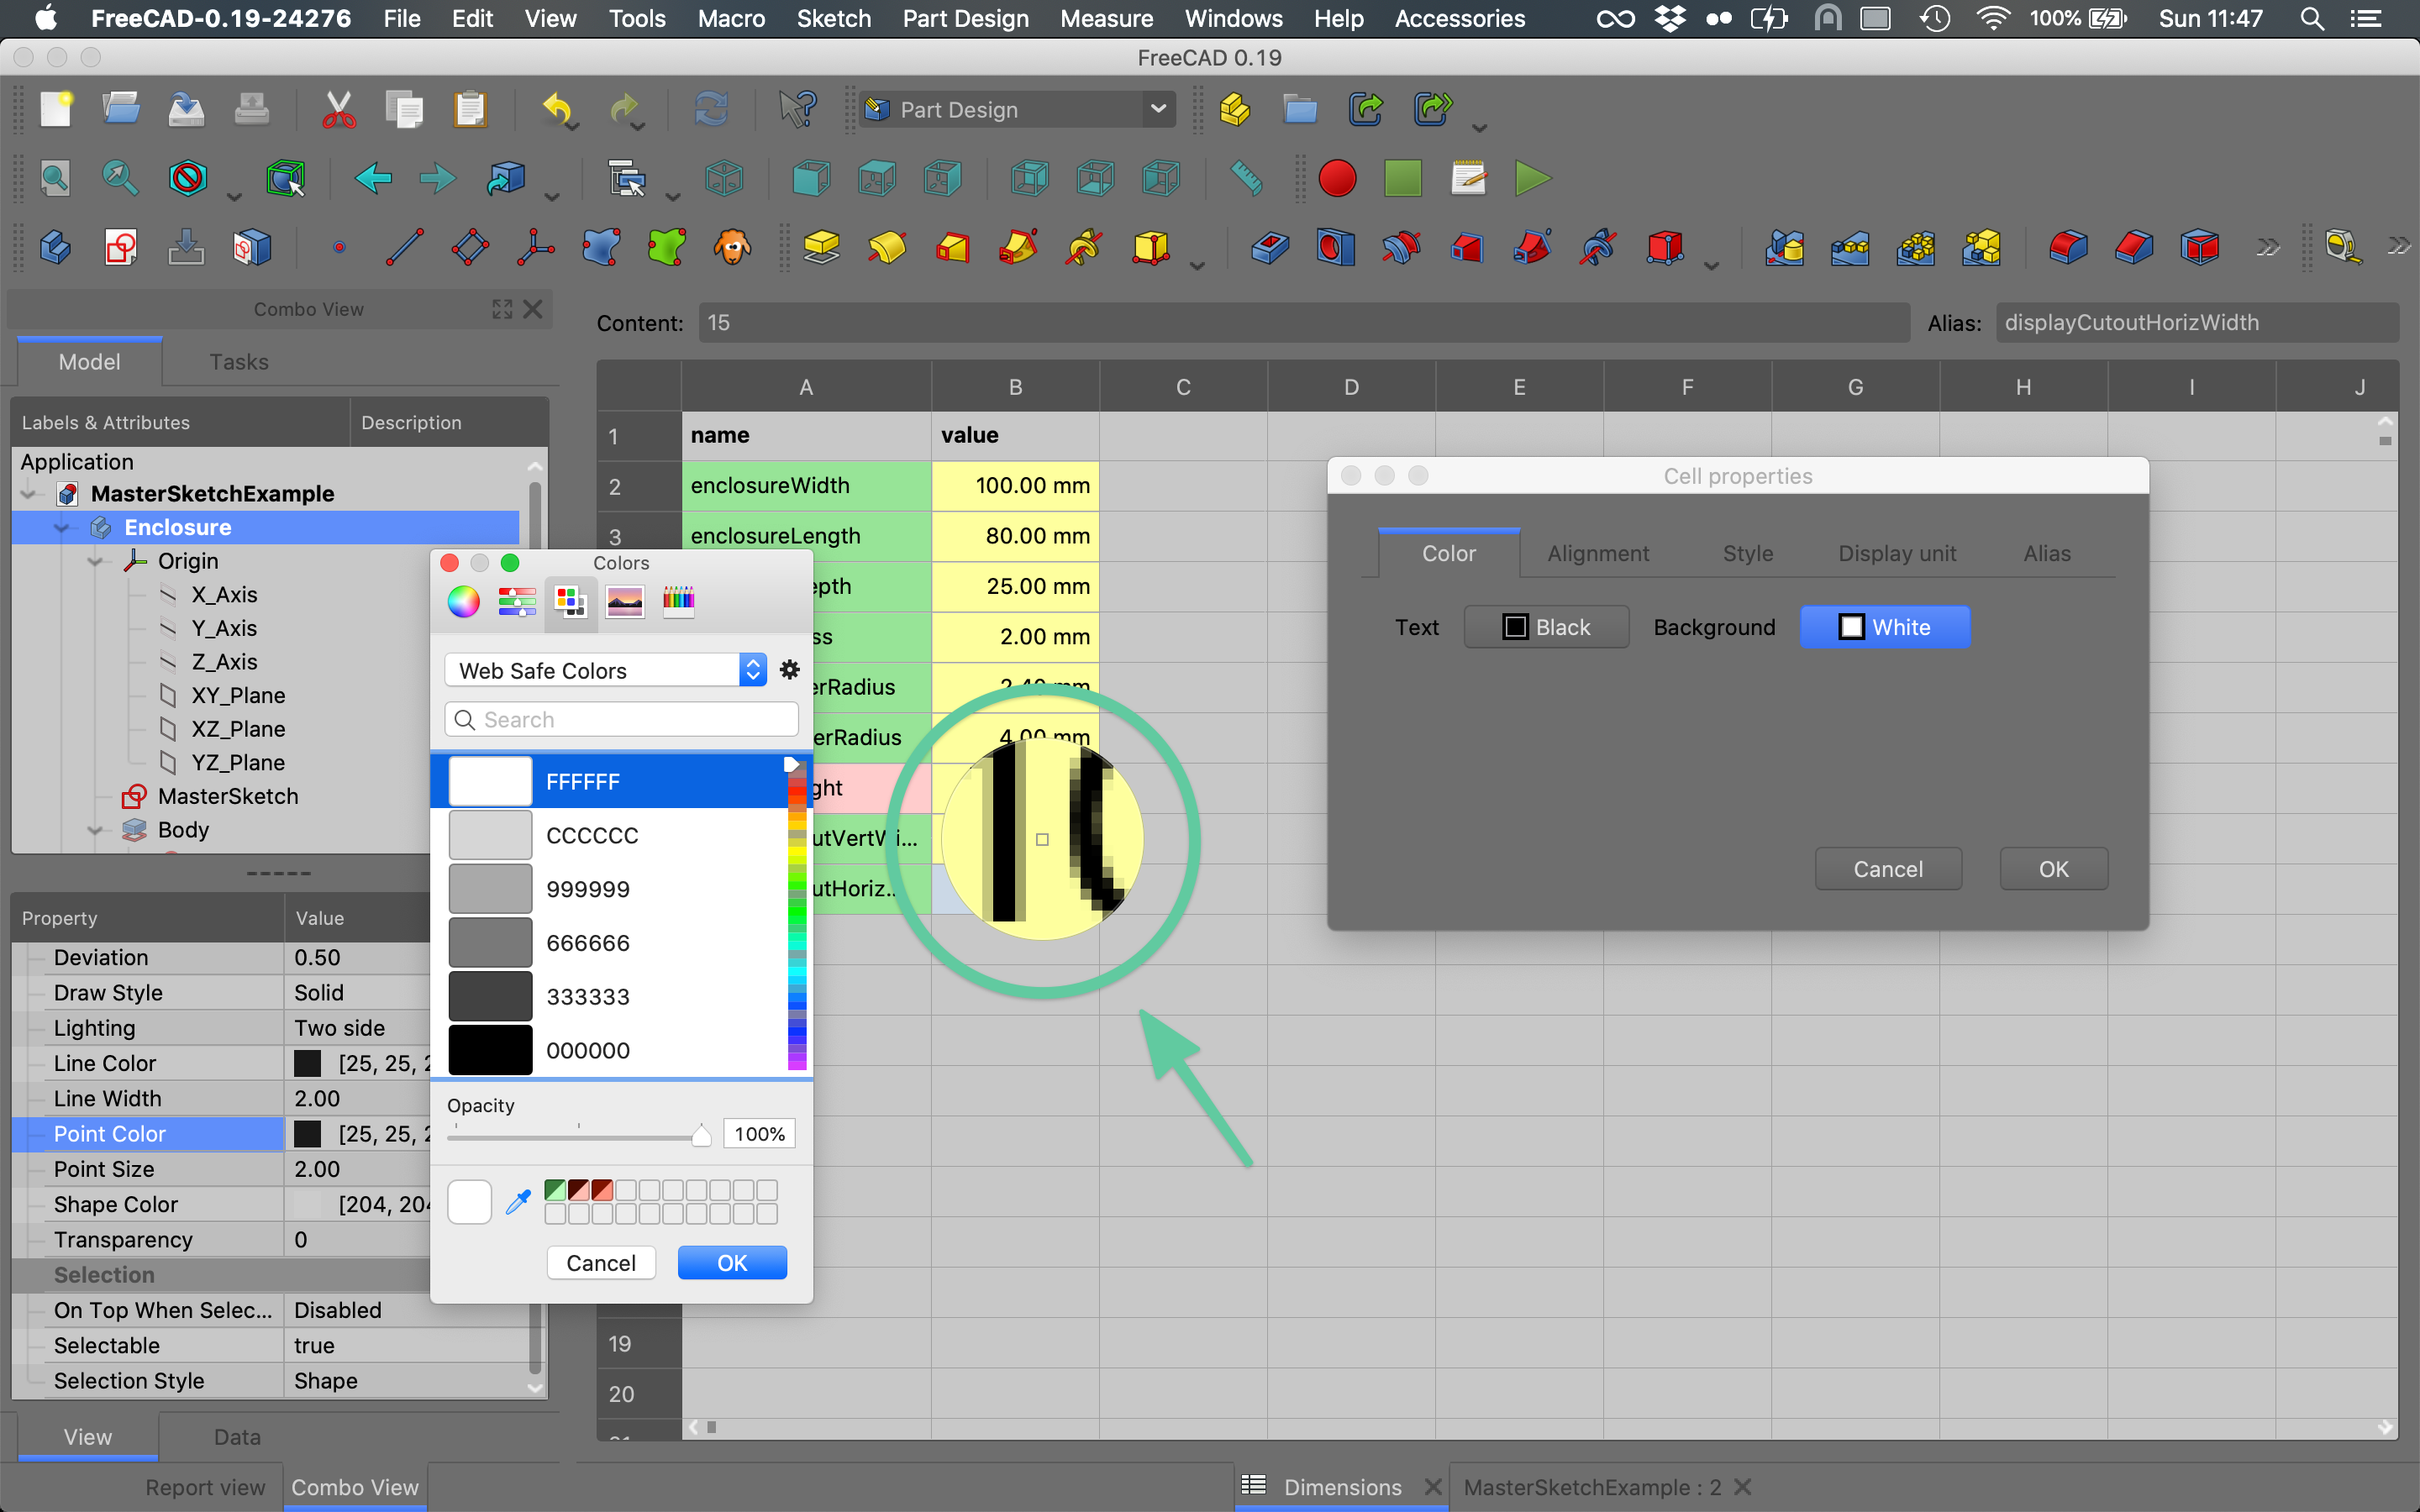 FreeCAD-0.19-24276 File Edit View Tools Macro Sketch Part Design Measure Windows Help Accessories 100% Sun 11:47
FreeCAD 0.19
Part Design
Combo View
Model Tasks
Labels & Attributes Description
Application
MasterSketchExample
Enclosure
Origin
X_Axis
Y_Axis
Z_Axis
XY_Plane
XZ_Plane
YZ_Plane
MasterSketch
Body
Property Value
Deviation 0.50
Draw Style Solid
Lighting Two side
Line Color [25, 25, 2
Line Width 2.00
Point Color [25, 25, 2
Point Size 2.00
Shape Color [204, 204
Transparency 0
Selection
On Top When Selec... Disabled
Selectable true
Selection Style Shape
View Data
Report view Combo View
Content: 15 Alias: displayCutoutHorizWidth
A B C D E F G H I J
1 name value
2 enclosureWidth 100.00 mm
3 enclosureLength 80.00 mm
epth 25.00 mm
ss 2.00 mm
erRadius 2.40 mm
erRadius 4.00 mm
ght
utVertWi...
utHoriz...
19
20
21
Colors
Web Safe Colors
Search
FFFFFF
CCCCCC
999999
666666
333333
000000
Opacity
100%
Cancel OK
Cell properties
Color Alignment Style Display unit Alias
Text Black Background White
Cancel OK
Dimensions MasterSketchExample : 2